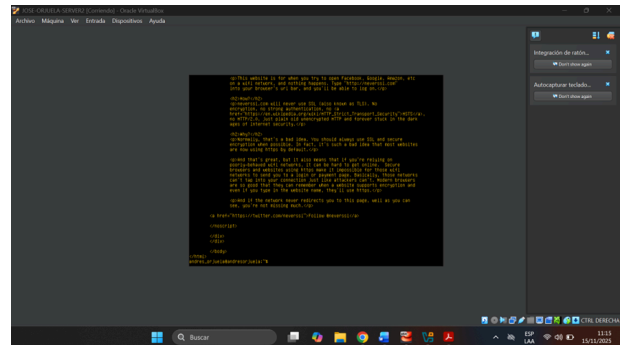 JOSE-ORJUELA-SERVER2 [Corriendo] - Oracle VirtualBox
Archivo Máquina Ver Entrada Dispositivos Ayuda
Integración de ratón...
Don't show again
Autocapturar teclado...
Don't show again
<p>This website is for when you try to open Facebook, Google, Amazon, etc
on a wifi network, and nothing happens. Type "http://neverssl.com"
into your browser's url bar, and you'll be able to log on.</p>
<h2>How?</h2>
<p>neverssl.com will never use SSL (also known as TLS). No
encryption, no strong authentication, no <a
href="https://en.wikipedia.org/wiki/HTTP_Strict_Transport_Security">HSTS</a>,
no HTTP/2.0, just plain old unencrypted HTTP and forever stuck in the dark
ages of internet security.</p>
<h2>Why?</h2>
<p>Normally, that's a bad idea. You should always use SSL and secure
encryption when possible. In fact, it's such a bad idea that most websites
are now using https by default.</p>
<p>And that's great, but it also means that if you're relying on
poorly-behaved wifi networks, it can be hard to get online. Secure
browsers and websites using https make it impossible for those wifi
networks to send you to a login or payment page. Basically, those networks
can't tap into your connection just like attackers can't. Modern browsers
are so good that they can remember when a website supports encryption and
even if you type in the website name, they'll use https.</p>
<p>And if the network never redirects you to this page, well as you can
see, you're not missing much.</p>
<a href="https://twitter.com/neverssl">Follow @neverssl</a>
</noscript>
</div>
</div>
</body>
</html>
andres_orjuela@andresorjuela:~$
CTRL DERECHA
Buscar
ESP
LAA
11:15
15/11/2025